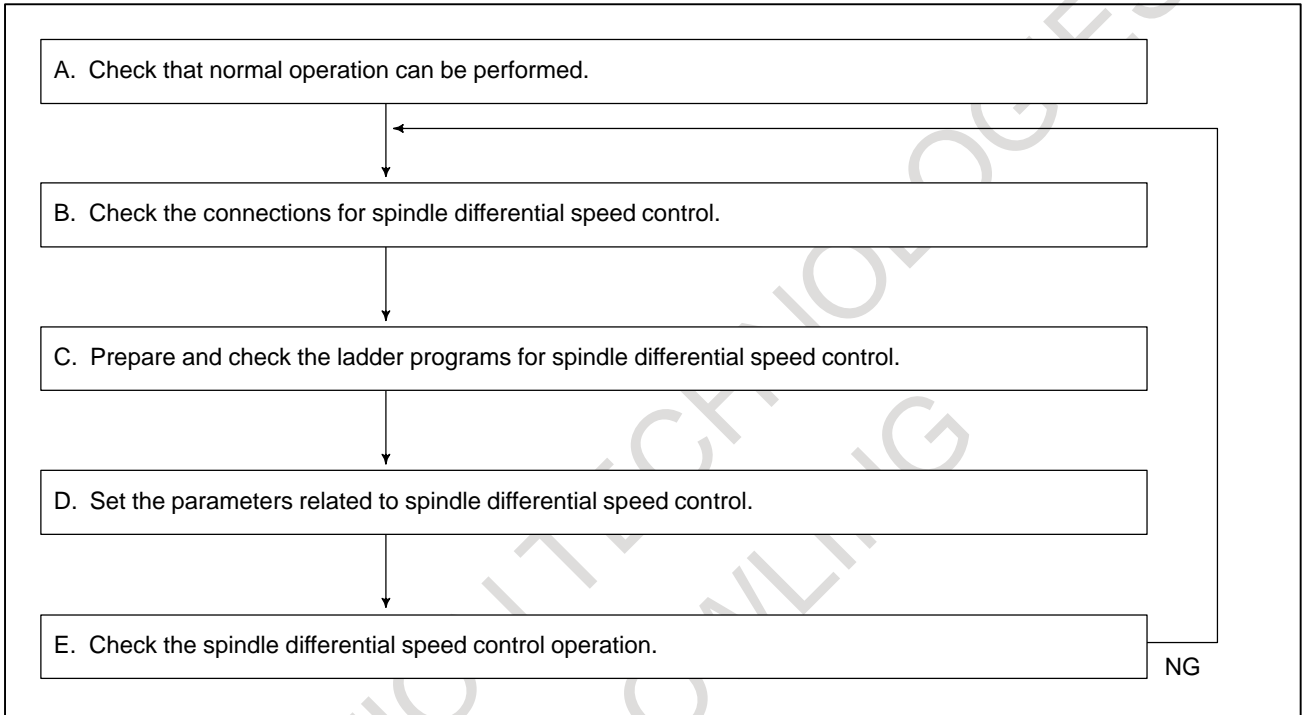 A. Check that normal operation can be performed.
B. Check the connections for spindle differential speed control.
C. Prepare and check the ladder programs for spindle differential speed control.
D. Set the parameters related to spindle differential speed control.
E. Check the spindle differential speed control operation.
NG